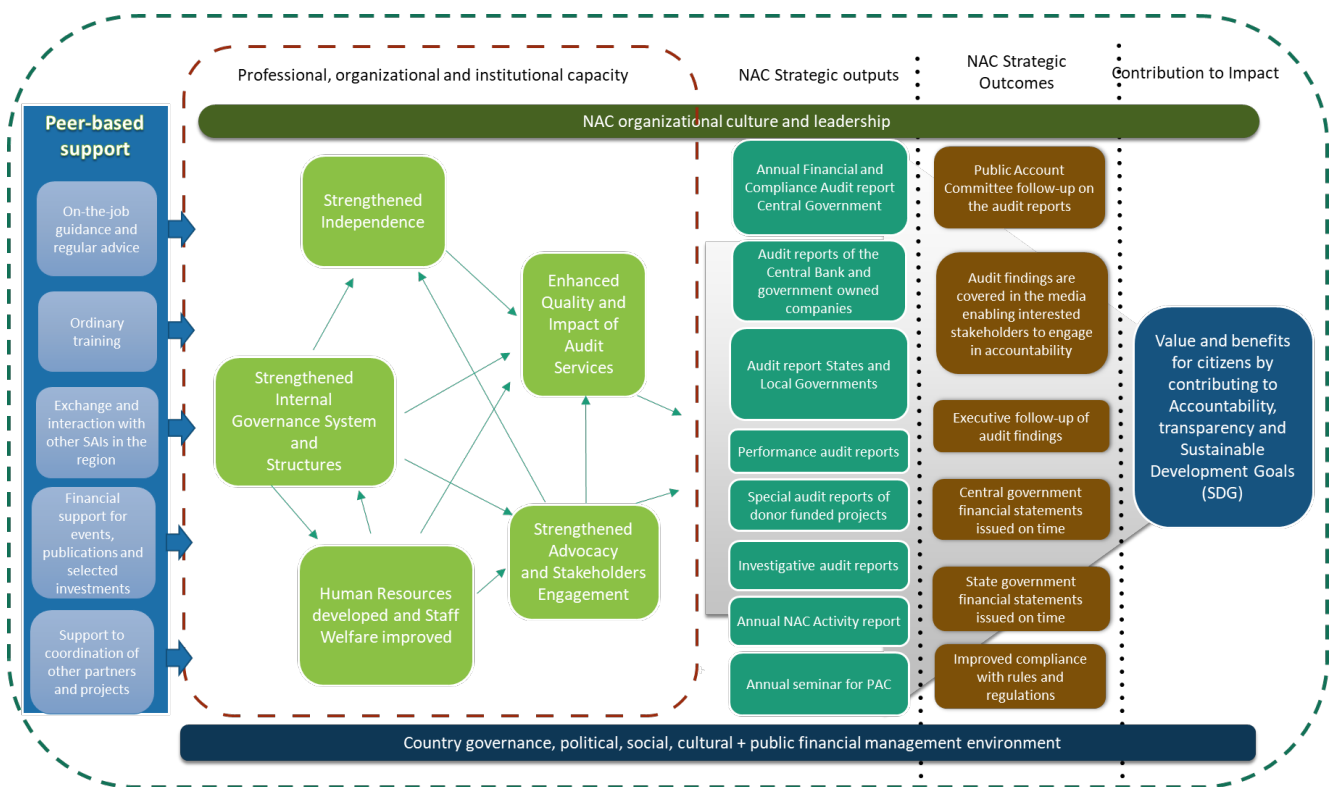 Professional, organizational and institutional capacity
NAC Strategic outputs
NAC Strategic
Outcomes
Contribution to Impact
NAC organizational culture and leadership
Peer-based
support
On-the-job
guidance and
regular advice
Ordinary
training
Exchange and
interaction with
other SAIs in the
region
Financial
support for
events,
publications and
selected
investments
Support to
coordination of
other partners
and projects
Strengthened
Independence
Enhanced
Quality and
Impact of
Audit
Services
Strengthened
Internal
Governance System
and
Structures
Strengthened
Advocacy
and Stakeholders
Engagement
Human Resources
developed and Staff
Welfare improved
Annual Financial and
Compliance Audit report
Central Government
Audit reports of the
Central Bank and
government owned
companies
Audit report States and
Local Governments
Performance audit reports
Special audit reports of
donor funded projects
Investigative audit reports
Annual NAC Activity report
Annual seminar for PAC
Public Account
Committee follow-up on
the audit reports
Audit findings are
covered in the media
enabling interested
stakeholders to engage
in accountability
Executive follow-up of
audit findings
Central government
financial statements
issued on time
State government
financial statements
issued on time
Improved compliance
with rules and
regulations
Value and benefits
for citizens by
contributing to
Accountability,
transparency and
Sustainable
Development Goals
(SDG)
Country governance, political, social, cultural + public financial management environment